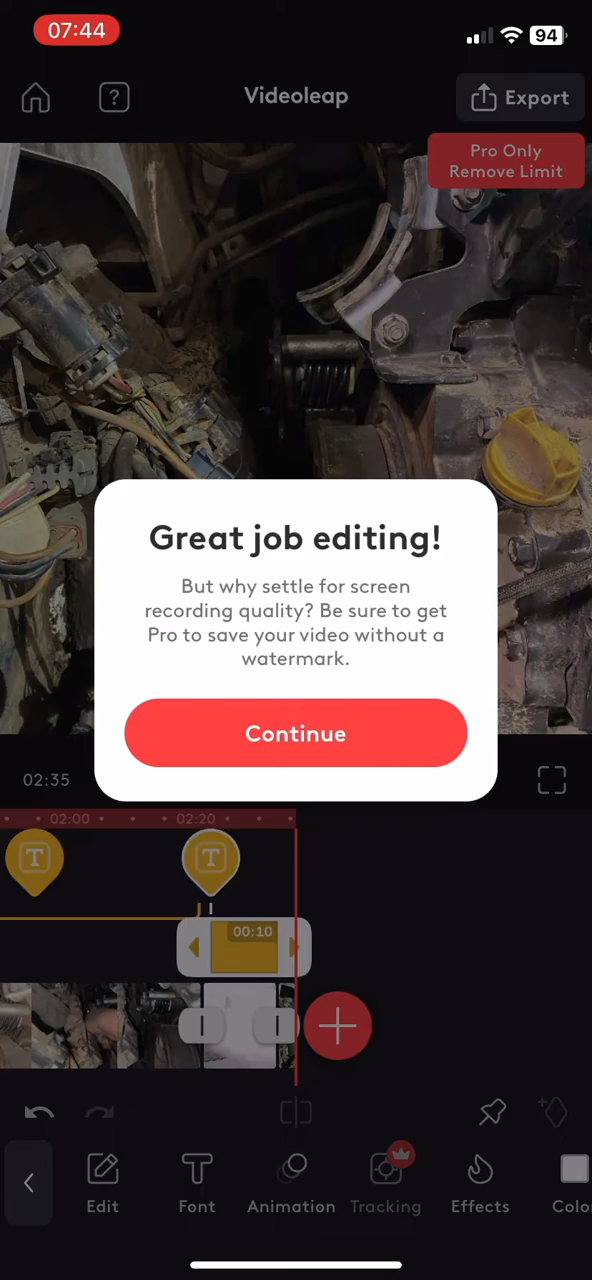 07:44
94
?
Videoleap
Export
Pro Only
Remove Limit
Great job editing!
But why settle for screen
recording quality? Be sure to get
Pro to save your video without a
watermark.
Continue
02:35
02:00
02:20
T
T
00:10
Edit
Font
Animation
Tracking
Effects
Colo